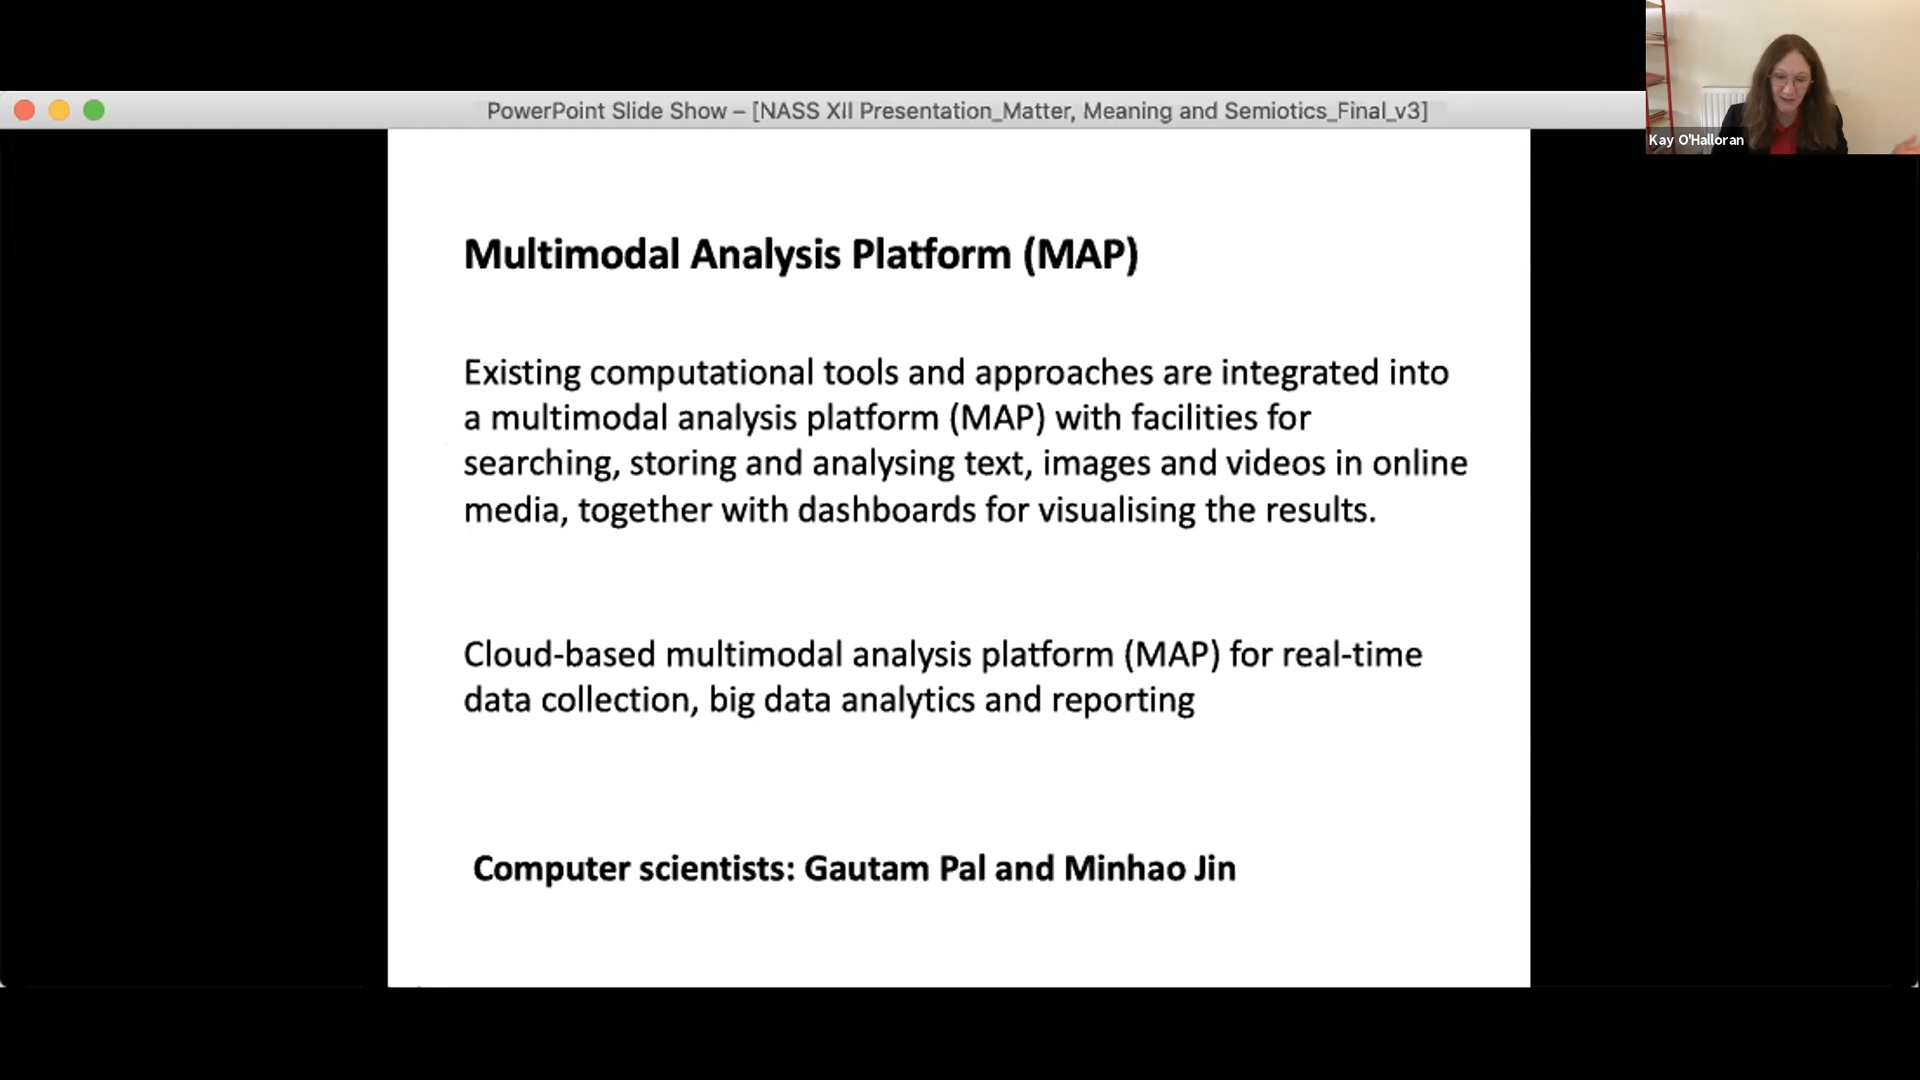 PowerPoint Slide Show – [NASS XII Presentation_Matter, Meaning and Semiotics_Final_v3]
Kay O'Halloran
Multimodal Analysis Platform (MAP)
Existing computational tools and approaches are integrated into
a multimodal analysis platform (MAP) with facilities for
searching, storing and analysing text, images and videos in online
media, together with dashboards for visualising the results.
Cloud-based multimodal analysis platform (MAP) for real-time
data collection, big data analytics and reporting
Computer scientists: Gautam Pal and Minhao Jin